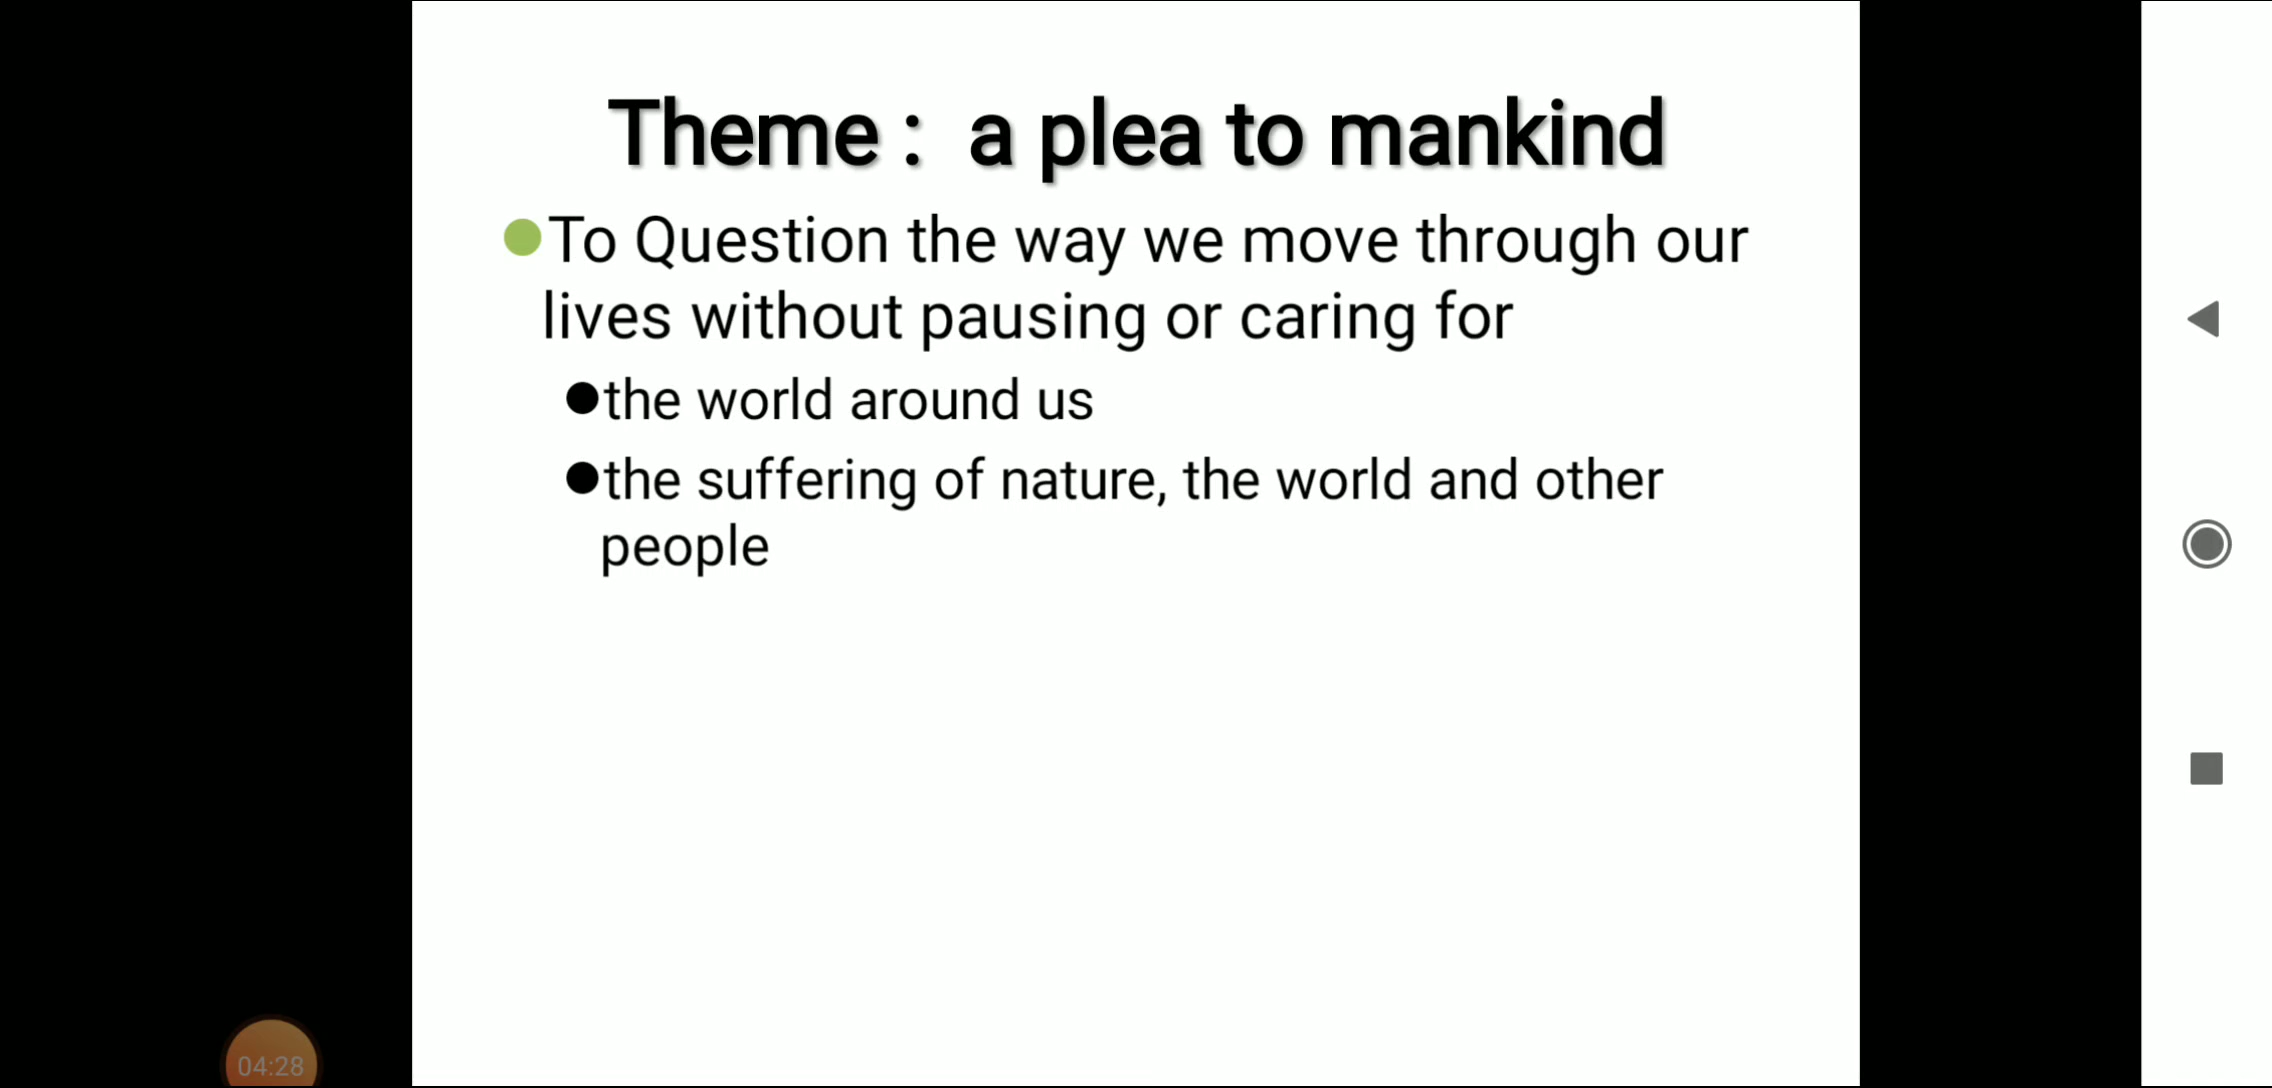 Theme :  a plea to mankind
To Question the way we move through our
lives without pausing or caring for
the world around us
the suffering of nature, the world and other
people
04:28